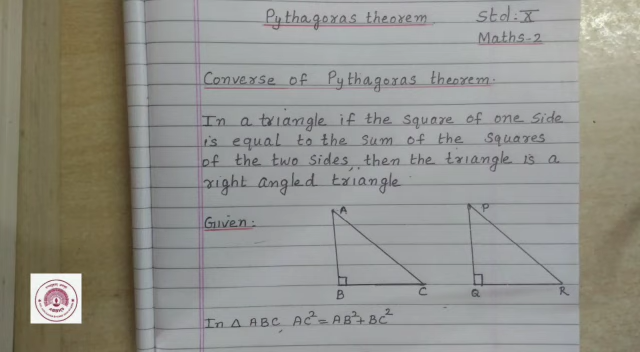 Pythagoras theorem.
Std: X
Maths-2
Converse of Pythagoras theorem.
In a triangle if the square of one side
is equal to the sum of the squares
of the two sides, then the triangle is a
right angled triangle.
Given:
A
B
C
P
Q
R
In △ ABC, AC² = AB² + BC²